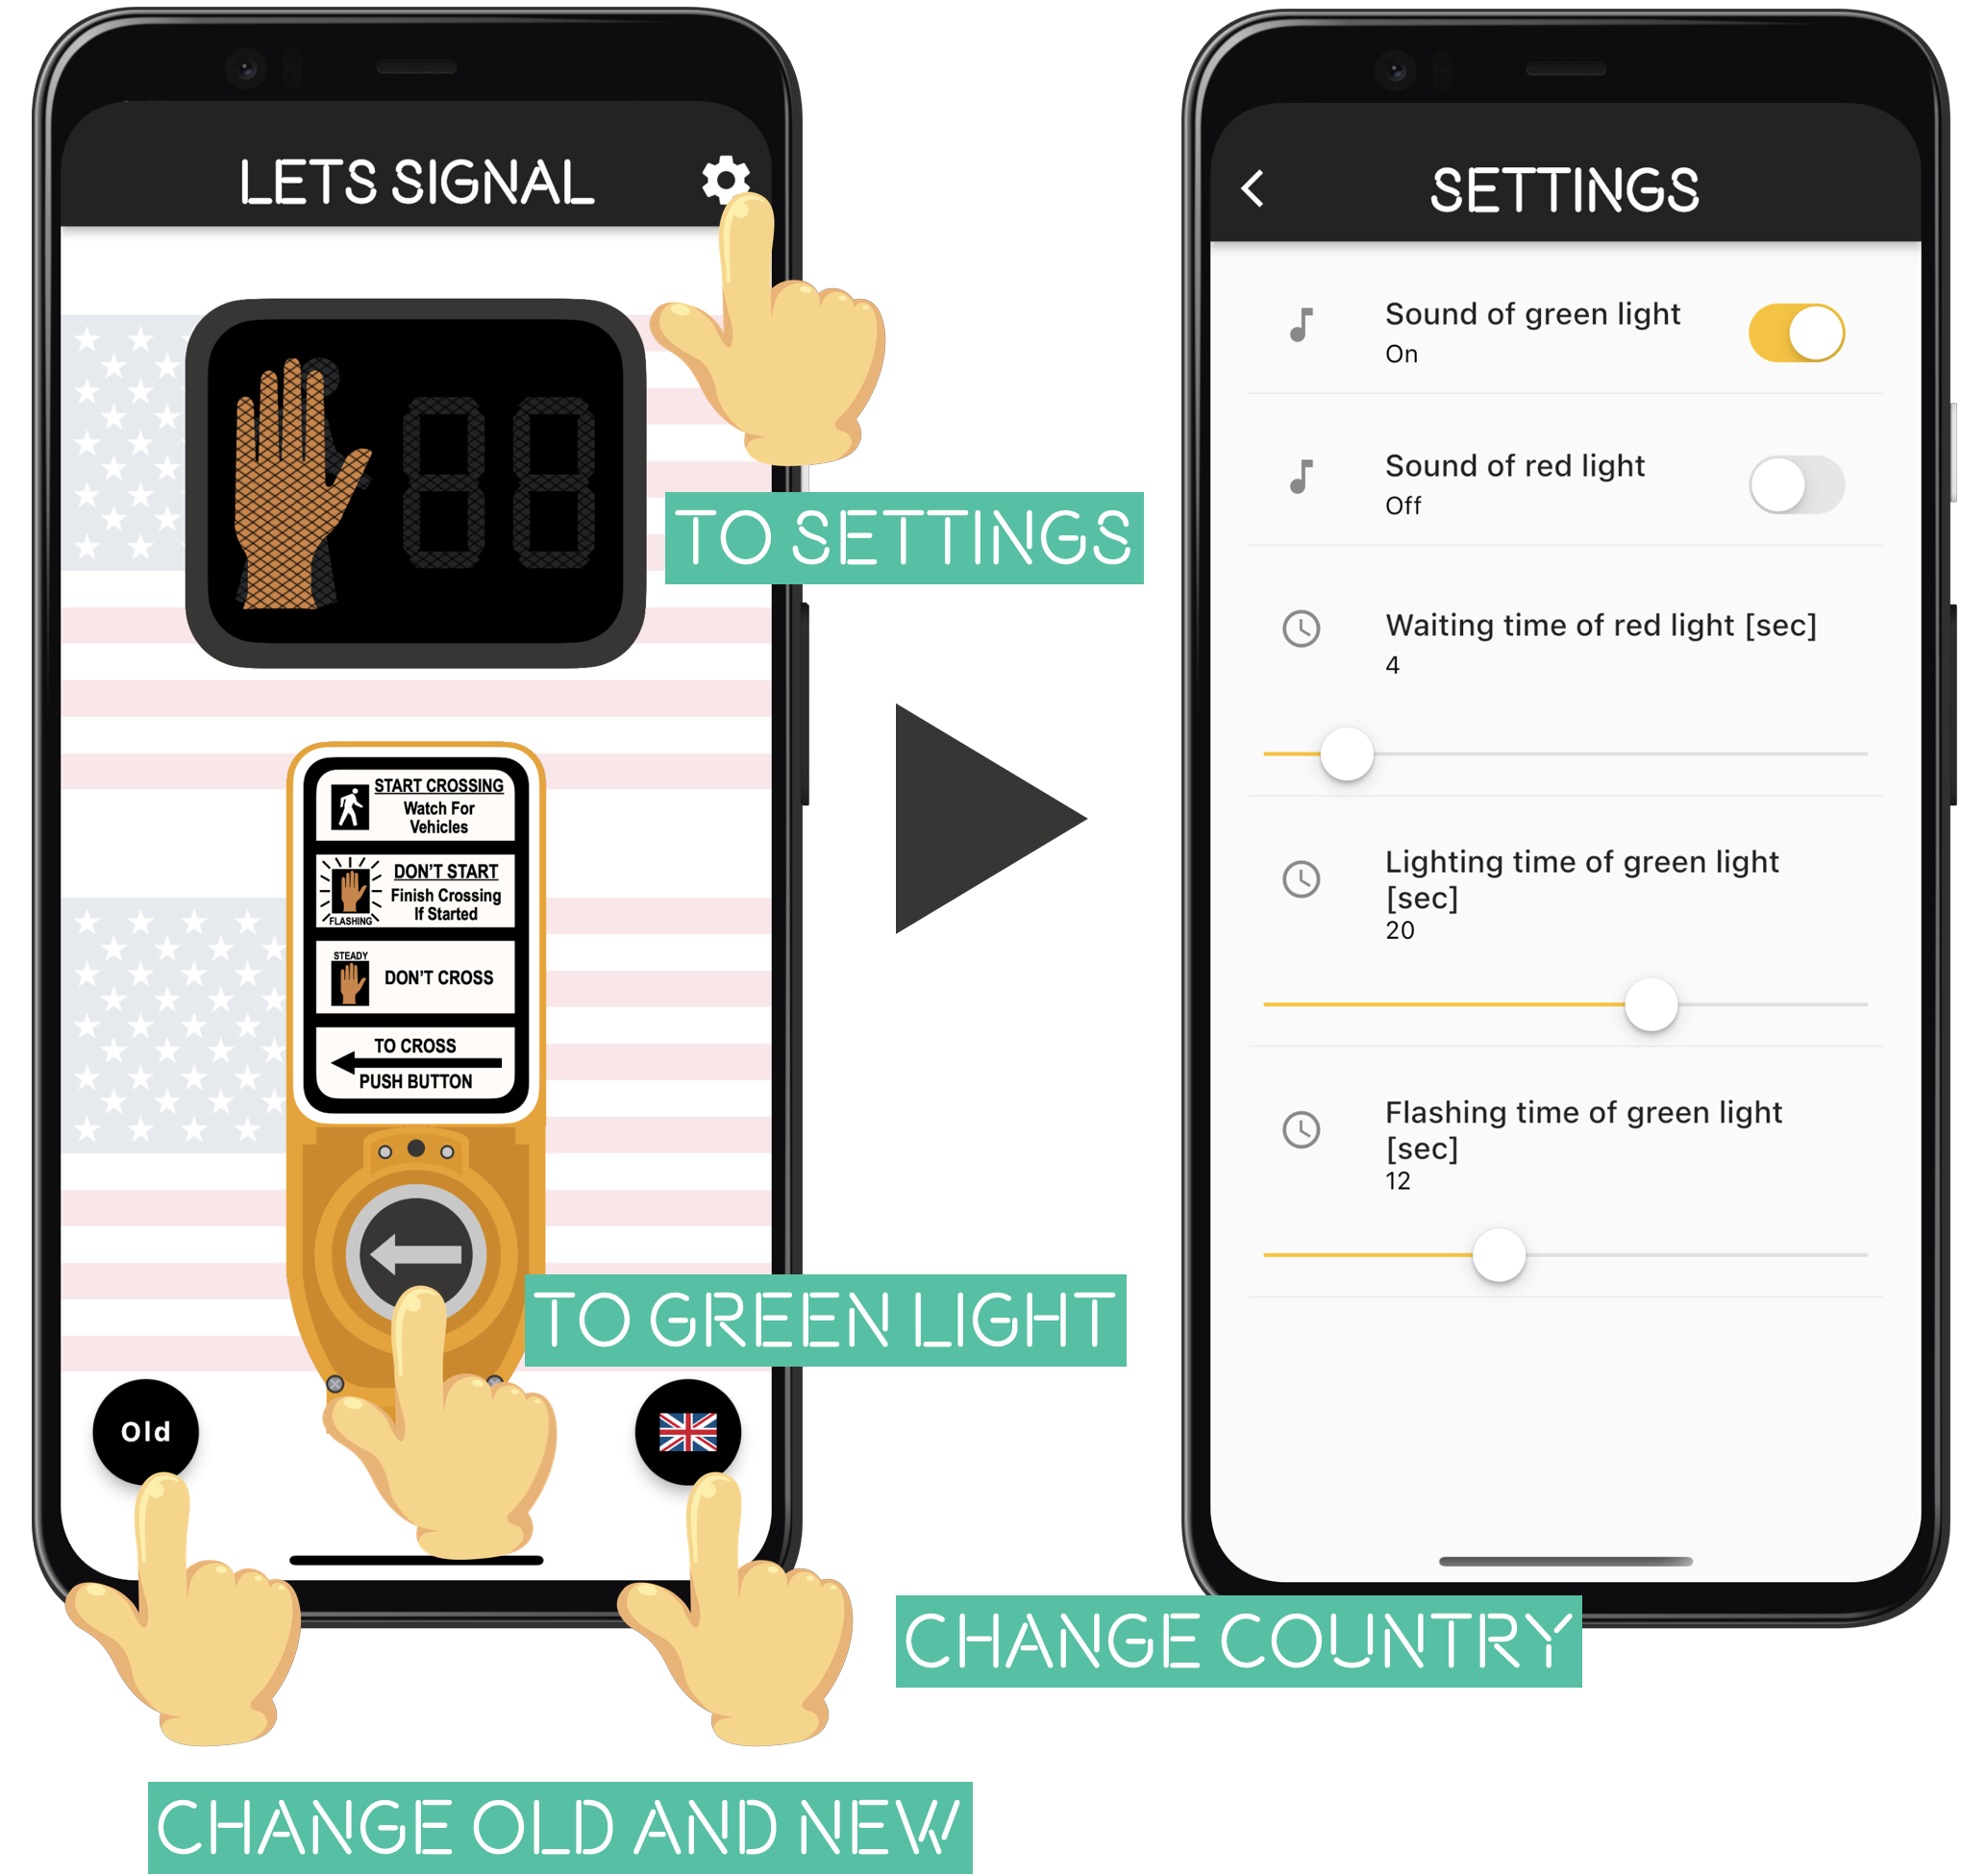 LETS SIGNAL
88
TO SETTINGS
START CROSSING
Watch For
Vehicles
DON'T START
Finish Crossing
If Started
FLASHING
STEADY
DON'T CROSS
TO CROSS
PUSH BUTTON
TO GREEN LIGHT
Old
CHANGE OLD AND NEW
CHANGE COUNTRY
SETTINGS
Sound of green light
On
Sound of red light
Off
Waiting time of red light [sec]
4
Lighting time of green light
[sec]
20
Flashing time of green light
[sec]
12